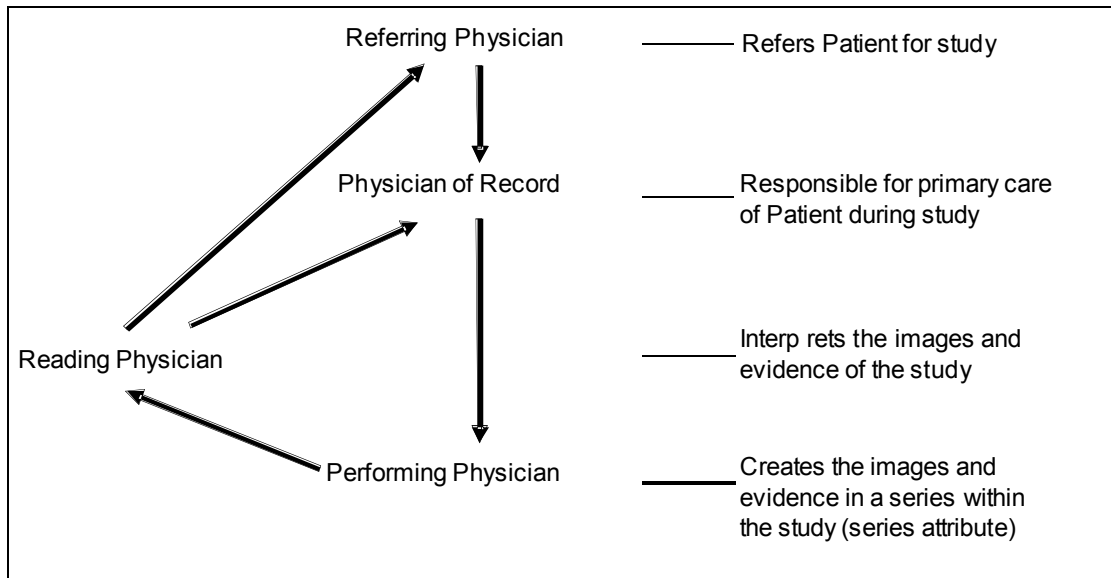 Referring Physician
Refers Patient for study
Physician of Record
Responsible for primary care
of Patient during study
Reading Physician
Interp rets the images and
evidence of the study
Performing Physician
Creates the images and
evidence in a series within
the study (series attribute)